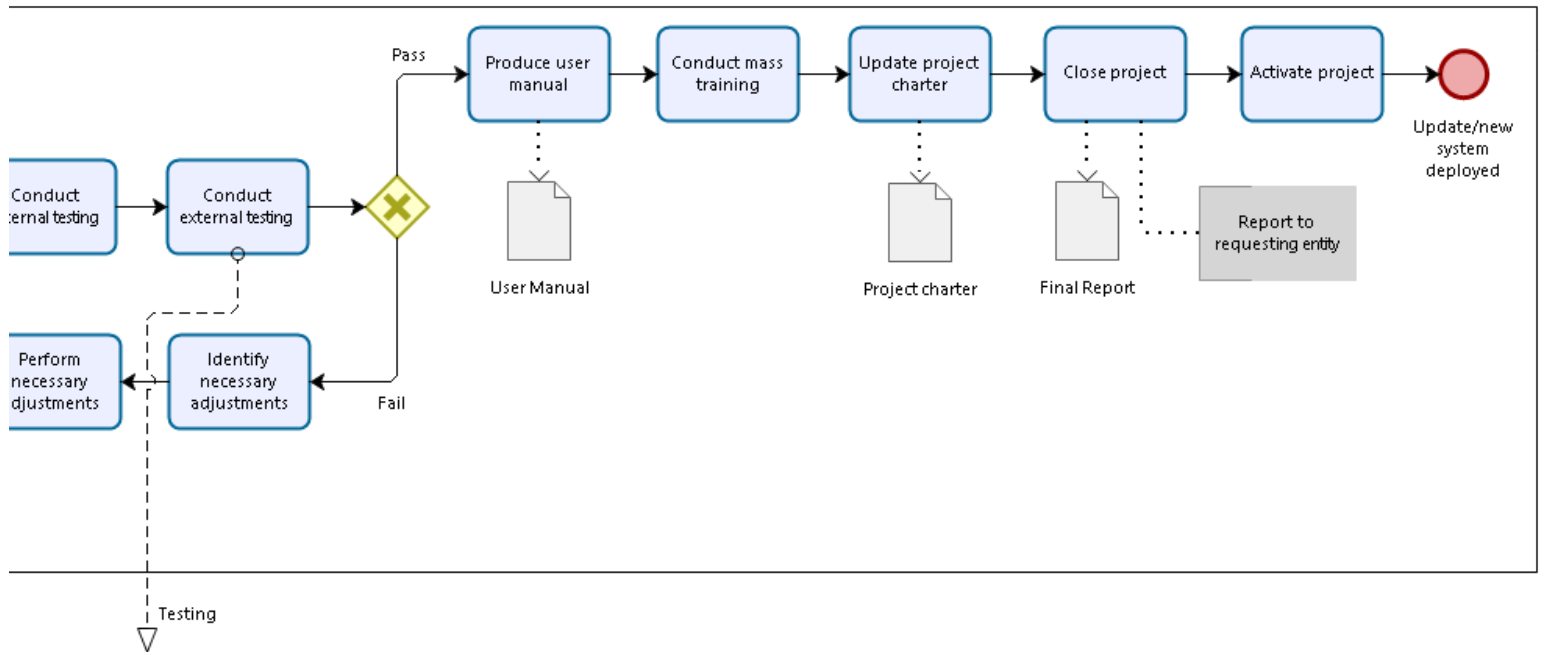 Pass
Produce user
manual
Conduct mass
training
Update project
charter
Close project
Activate project
Update/new
system
deployed
Conduct
ernal testing
Conduct
external testing
User Manual
Project charter
Final Report
Report to
requesting entity
Perform
necessary
djustments
Identify
necessary
adjustments
Fail
Testing